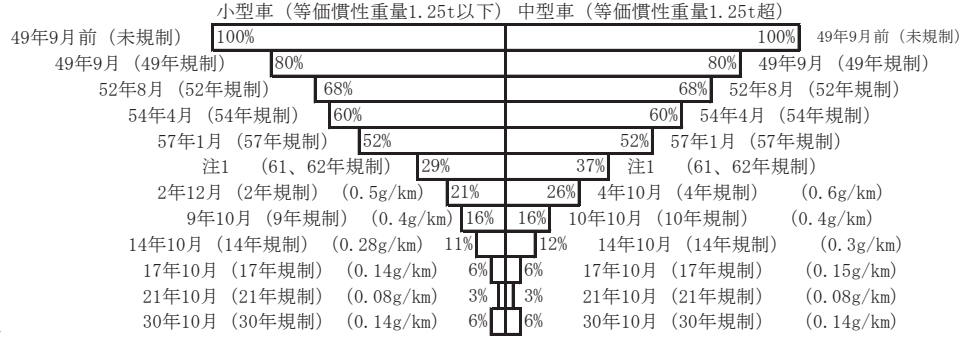 小型車（等価慣性重量1.25t以下） 中型車（等価慣性重量1.25t超）
49年9月前（未規制） 100% 100% 49年9月前（未規制）
49年9月（49年規制） 80% 80% 49年9月（49年規制）
52年8月（52年規制） 68% 68% 52年8月（52年規制）
54年4月（54年規制） 60% 60% 54年4月（54年規制）
57年1月（57年規制） 52% 52% 57年1月（57年規制）
注1 （61、62年規制） 29% 37% 注1 （61、62年規制）
2年12月（2年規制） （0.5g/km） 21% 26% 4年10月（4年規制） （0.6g/km）
9年10月（9年規制） （0.4g/km） 16% 16% 10年10月（10年規制） （0.4g/km）
14年10月（14年規制） （0.28g/km） 11% 12% 14年10月（14年規制） （0.3g/km）
17年10月（17年規制） （0.14g/km） 6% 6% 17年10月（17年規制） （0.15g/km）
21年10月（21年規制） （0.08g/km） 3% 3% 21年10月（21年規制） （0.08g/km）
30年10月（30年規制） （0.14g/km） 6% 6% 30年10月（30年規制） （0.14g/km）